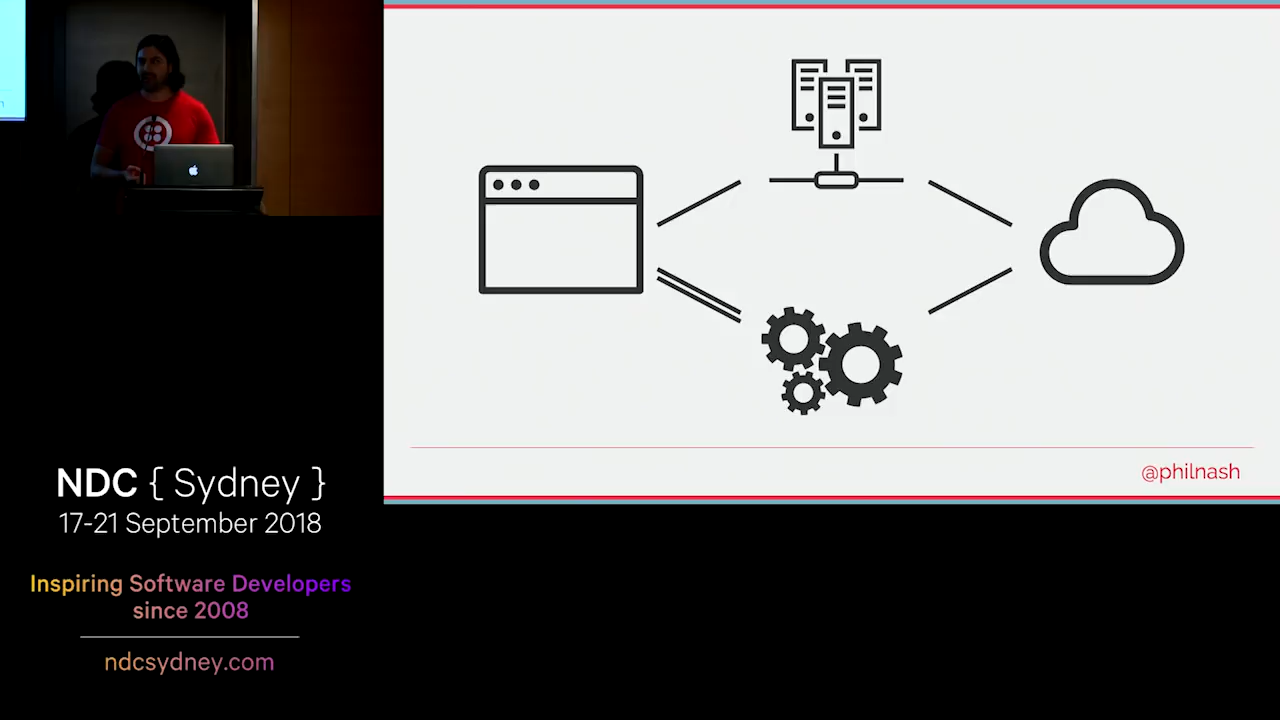 NDC { Sydney }
17-21 September 2018
Inspiring Software Developers
since 2008
ndcsydney.com
@philnash